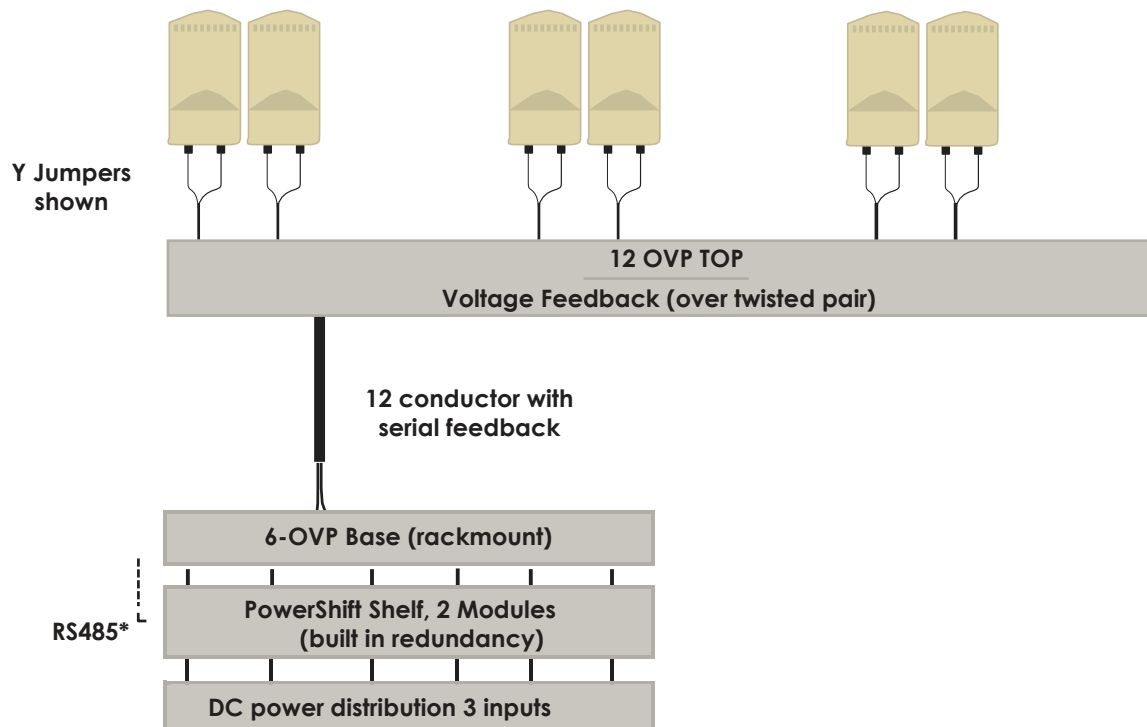 Y Jumpers
shown
12 OVP TOP
Voltage Feedback (over twisted pair)
12 conductor with
serial feedback
6-OVP Base (rackmount)
PowerShift Shelf, 2 Modules
(built in redundancy)
RS485*
DC power distribution 3 inputs